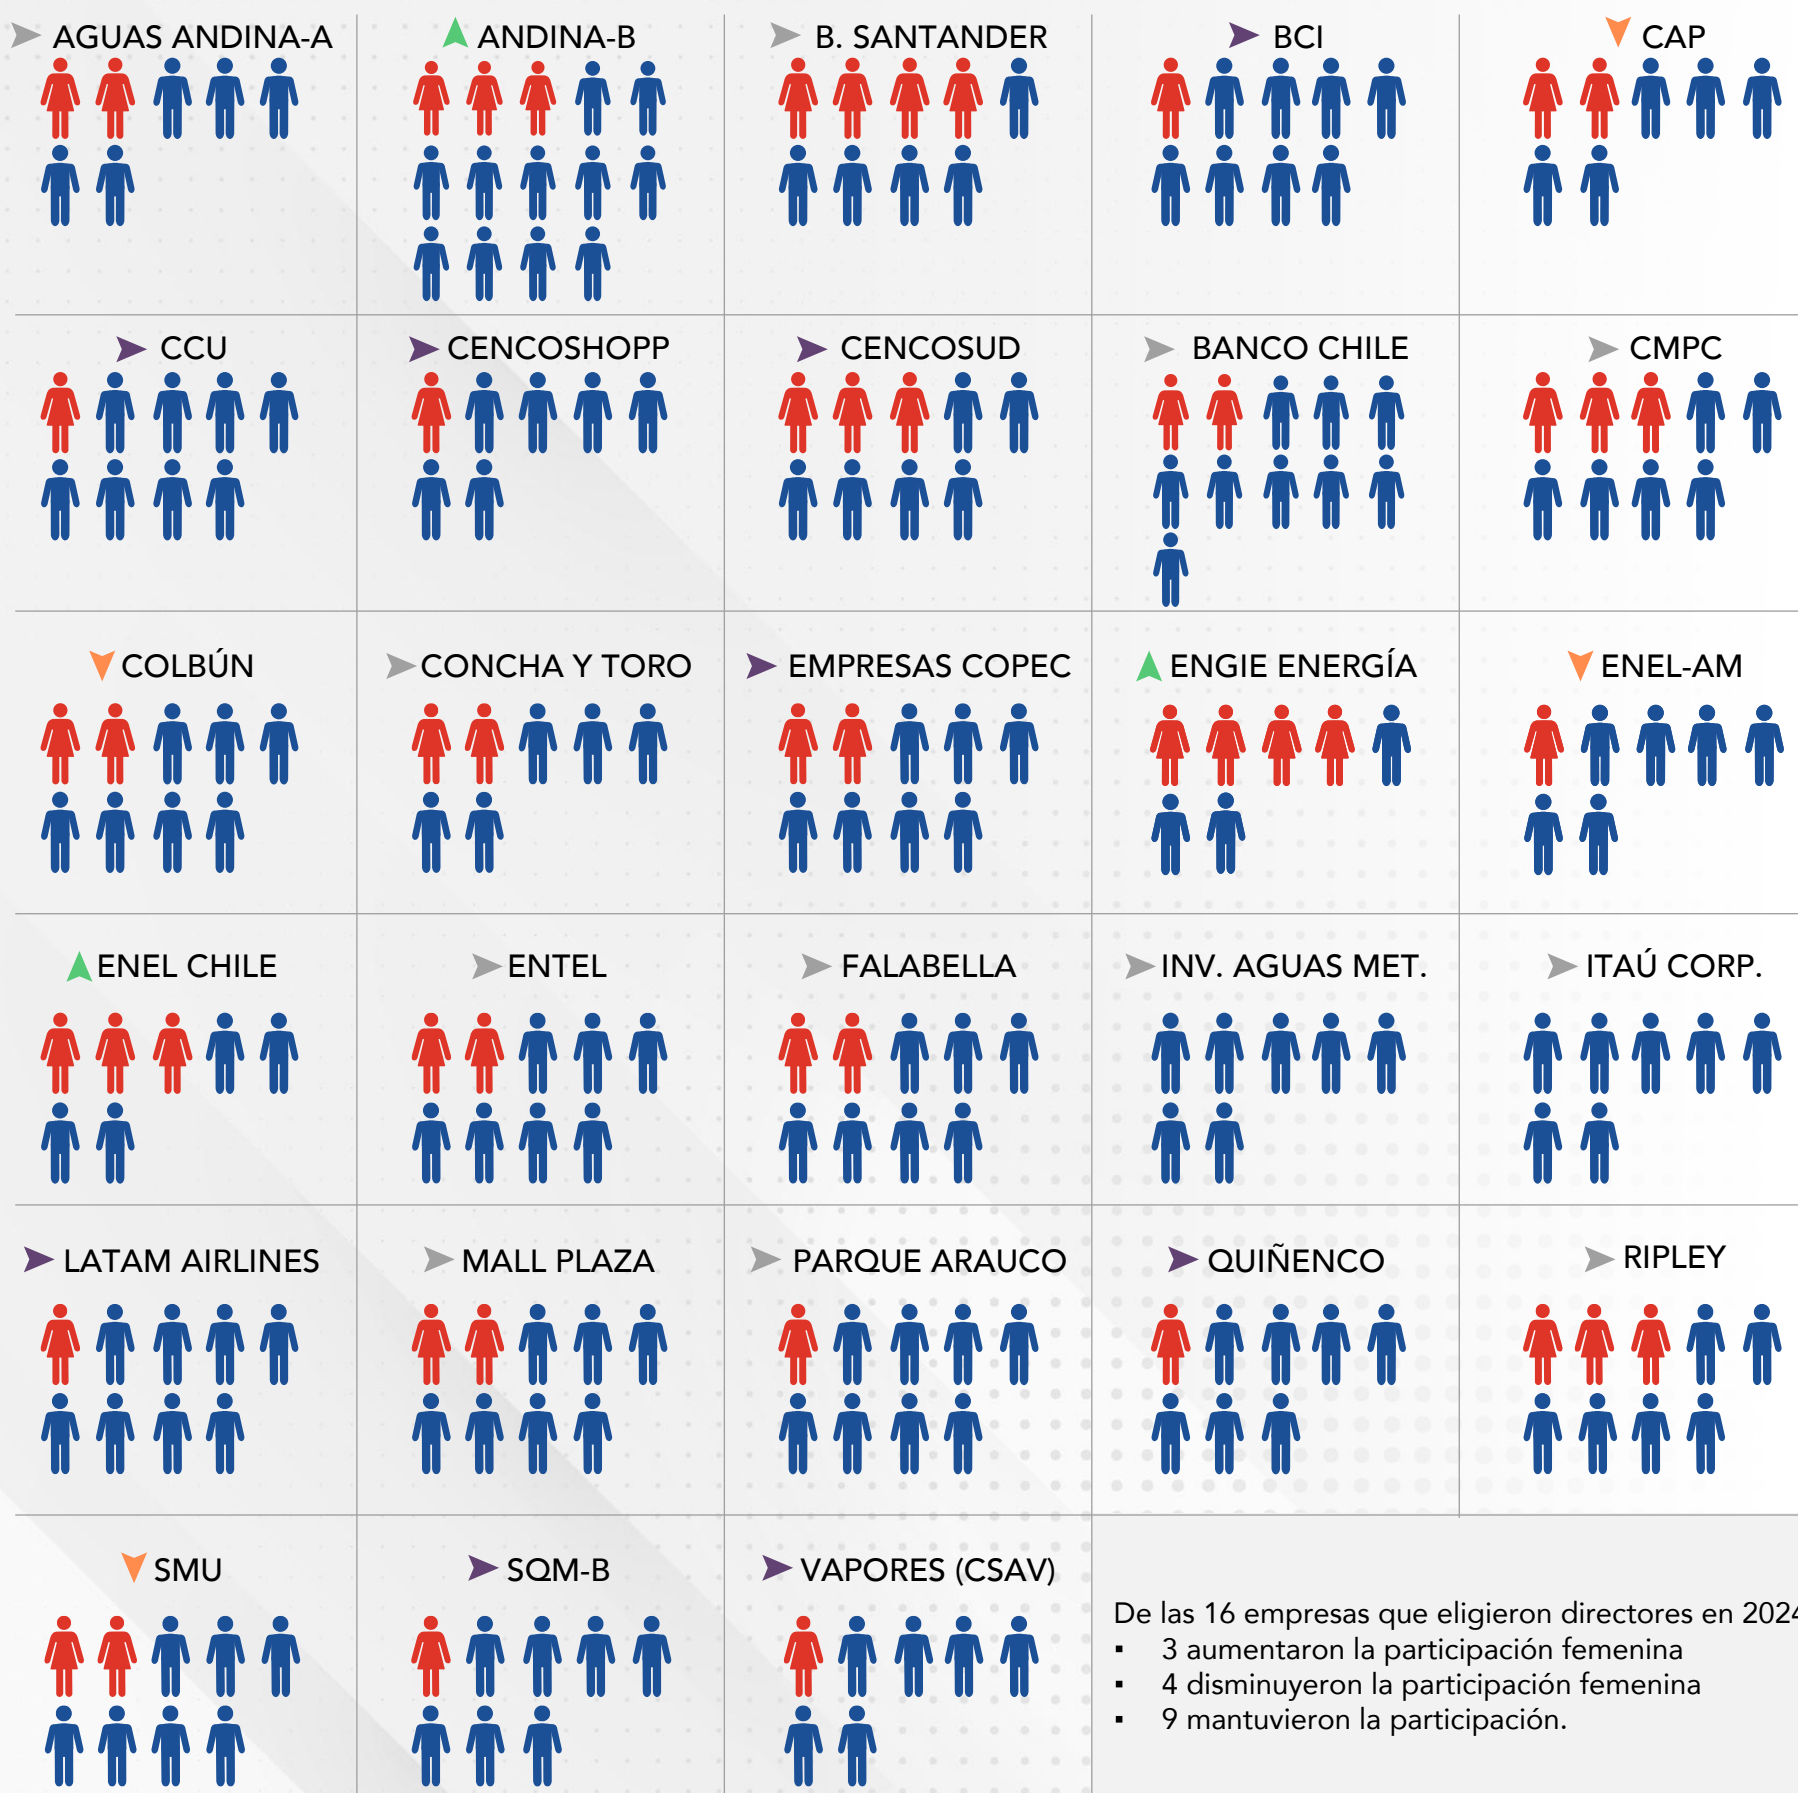 AGUAS ANDINA-A
ANDINA-B
B. SANTANDER
BCI
CAP
CCU
CENCOSHOPP
CENCOSUD
BANCO CHILE
CMPC
COLBÚN
CONCHA Y TORO
EMPRESAS COPEC
ENGIE ENERGÍA
ENEL-AM
ENEL CHILE
ENTEL
FALABELLA
INV. AGUAS MET.
ITAÚ CORP.
LATAM AIRLINES
MALL PLAZA
PARQUE ARAUCO
QUIÑENCO
RIPLEY
SMU
SQM-B
VAPORES (CSAV)
De las 16 empresas que eligieron directores en 2024
▪ 3 aumentaron la participación femenina
▪ 4 disminuyeron la participación femenina
▪ 9 mantuvieron la participación.